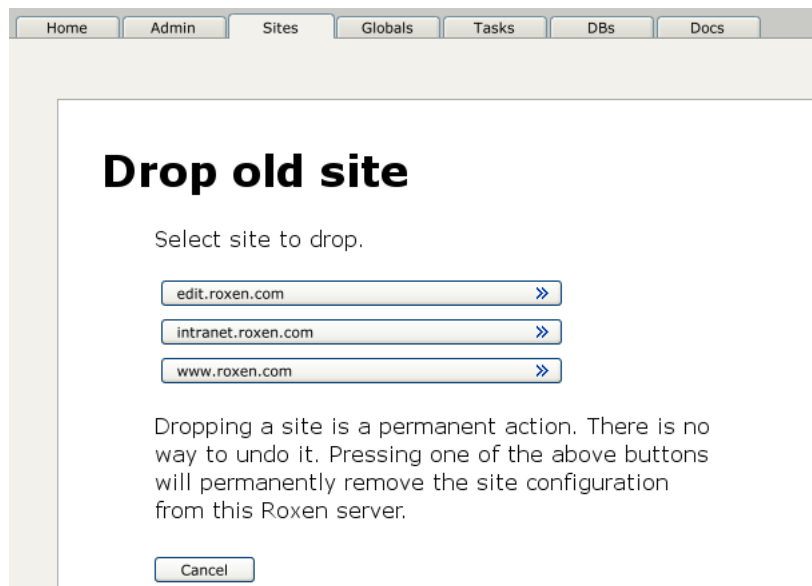 Home Admin Sites Globals Tasks DBs Docs
Drop old site
Select site to drop.
edit.roxen.com
intranet.roxen.com
www.roxen.com
Dropping a site is a permanent action. There is no
way to undo it. Pressing one of the above buttons
will permanently remove the site configuration
from this Roxen server.
Cancel